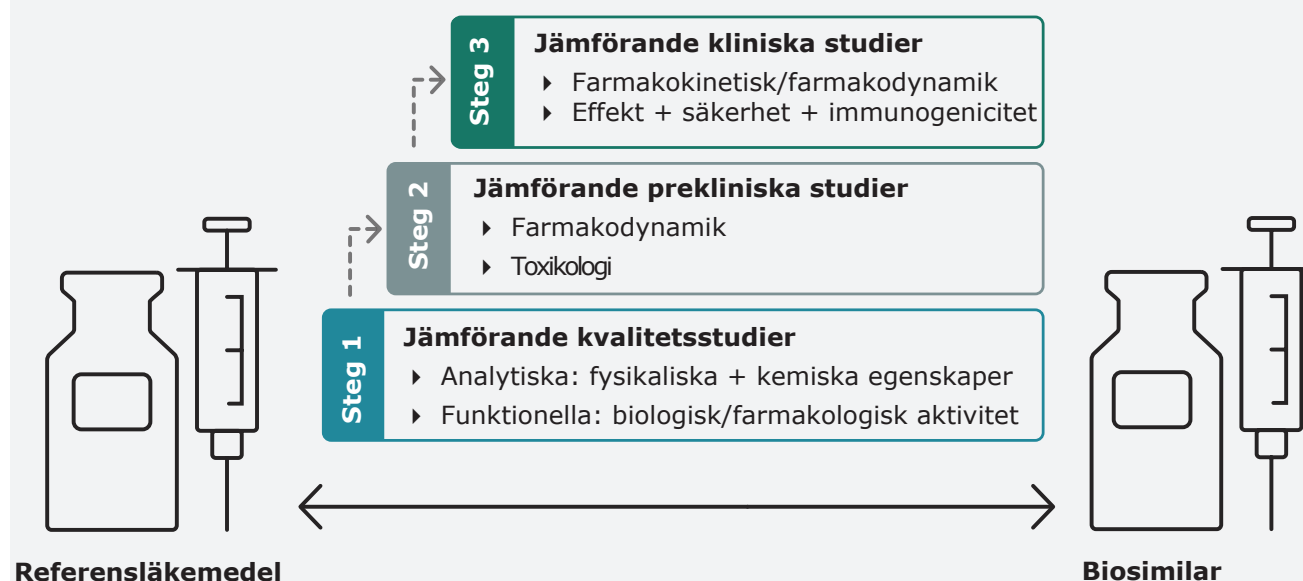 Steg 3
Jämförande kliniska studier
Farmakokinetisk/farmakodynamik
Effekt + säkerhet + immunogenicitet
Steg 2
Jämförande prekliniska studier
Farmakodynamik
Toxikologi
Steg 1
Jämförande kvalitetsstudier
Analytiska: fysikaliska + kemiska egenskaper
Funktionella: biologisk/farmakologisk aktivitet
Referensläkemedel
Biosimilar